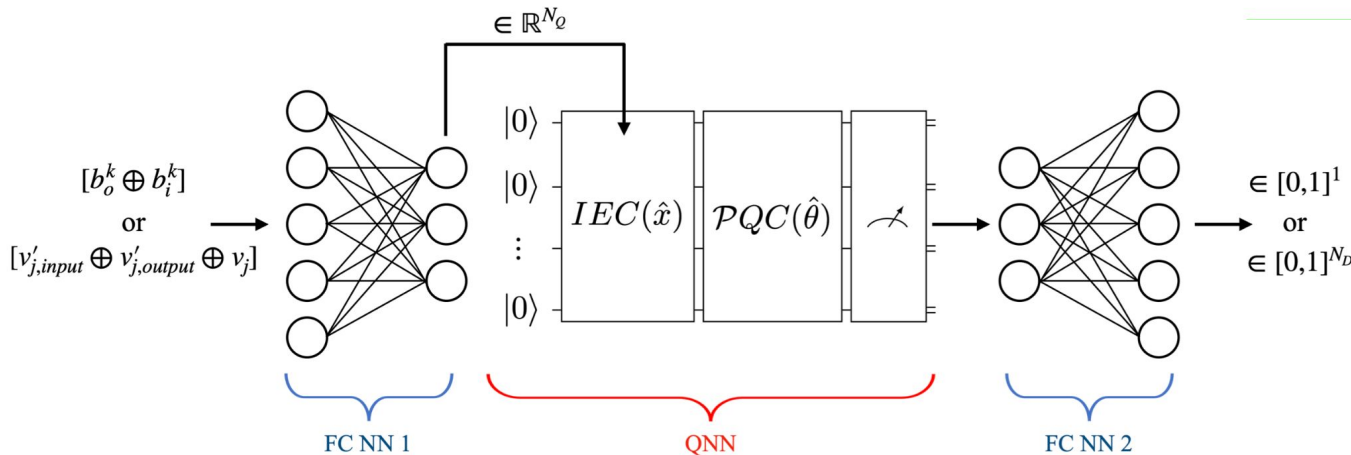 ∈ ℝ^{N_Q}
[b_o^k ⊕ b_i^k]
or
[v′_{j,input} ⊕ v′_{j,output} ⊕ v_j]
|0⟩
|0⟩
⋮
|0⟩
IEC(x̂)
𝒫QC(θ̂)
∈ [0,1]^1
or
∈ [0,1]^{N_D}
FC NN 1
QNN
FC NN 2